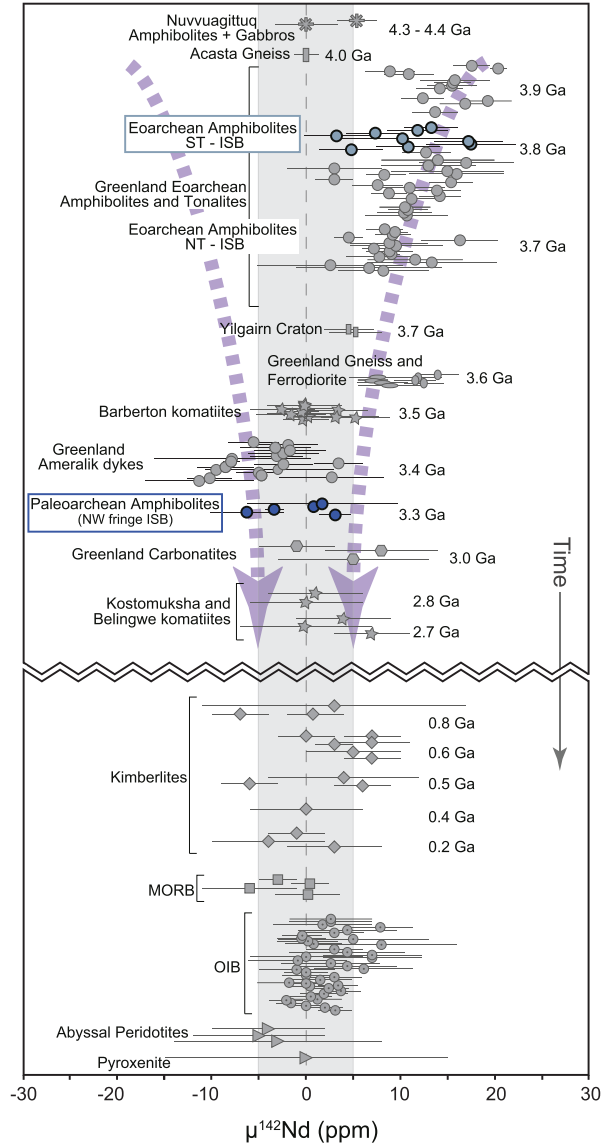 Nuvvuagittuq
Amphibolites + Gabbros
4.3 - 4.4 Ga
Acasta Gneiss
4.0 Ga
3.9 Ga
Eoarchean Amphibolites
ST - ISB
3.8 Ga
Greenland Eoarchean
Amphibolites and Tonalites
Eoarchean Amphibolites
NT - ISB
3.7 Ga
Yilgairn Craton
3.7 Ga
Greenland Gneiss and
Ferrodiorite
3.6 Ga
Barberton komatiites
3.5 Ga
Greenland
Ameralik dykes
3.4 Ga
Paleoarchean Amphibolites
(NW fringe ISB)
3.3 Ga
Greenland Carbonatites
3.0 Ga
Time
Kostomuksha and
Belingwe komatiites
2.8 Ga
2.7 Ga
Kimberlites
0.8 Ga
0.6 Ga
0.5 Ga
0.4 Ga
0.2 Ga
MORB
OIB
Abyssal Peridotites
Pyroxenite
-30 -20 -10 0 10 20 30
µ¹⁴²Nd (ppm)